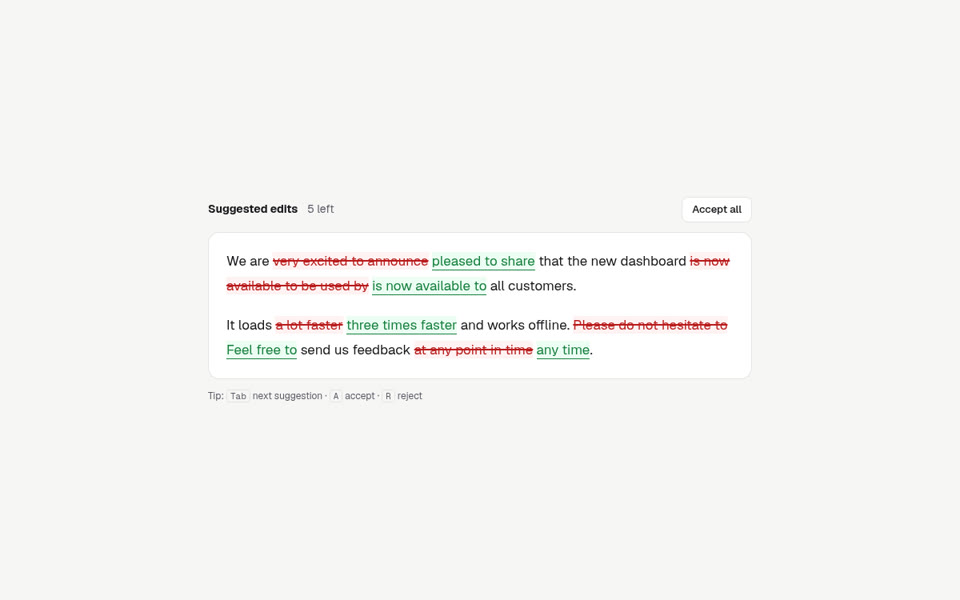 Suggested edits 5 left Accept all
We are very excited to announce pleased to share that the new dashboard is now
available to be used by is now available to all customers.
It loads a lot faster three times faster and works offline. Please do not hesitate to
Feel free to send us feedback at any point in time any time.
Tip: Tab next suggestion · A accept · R reject